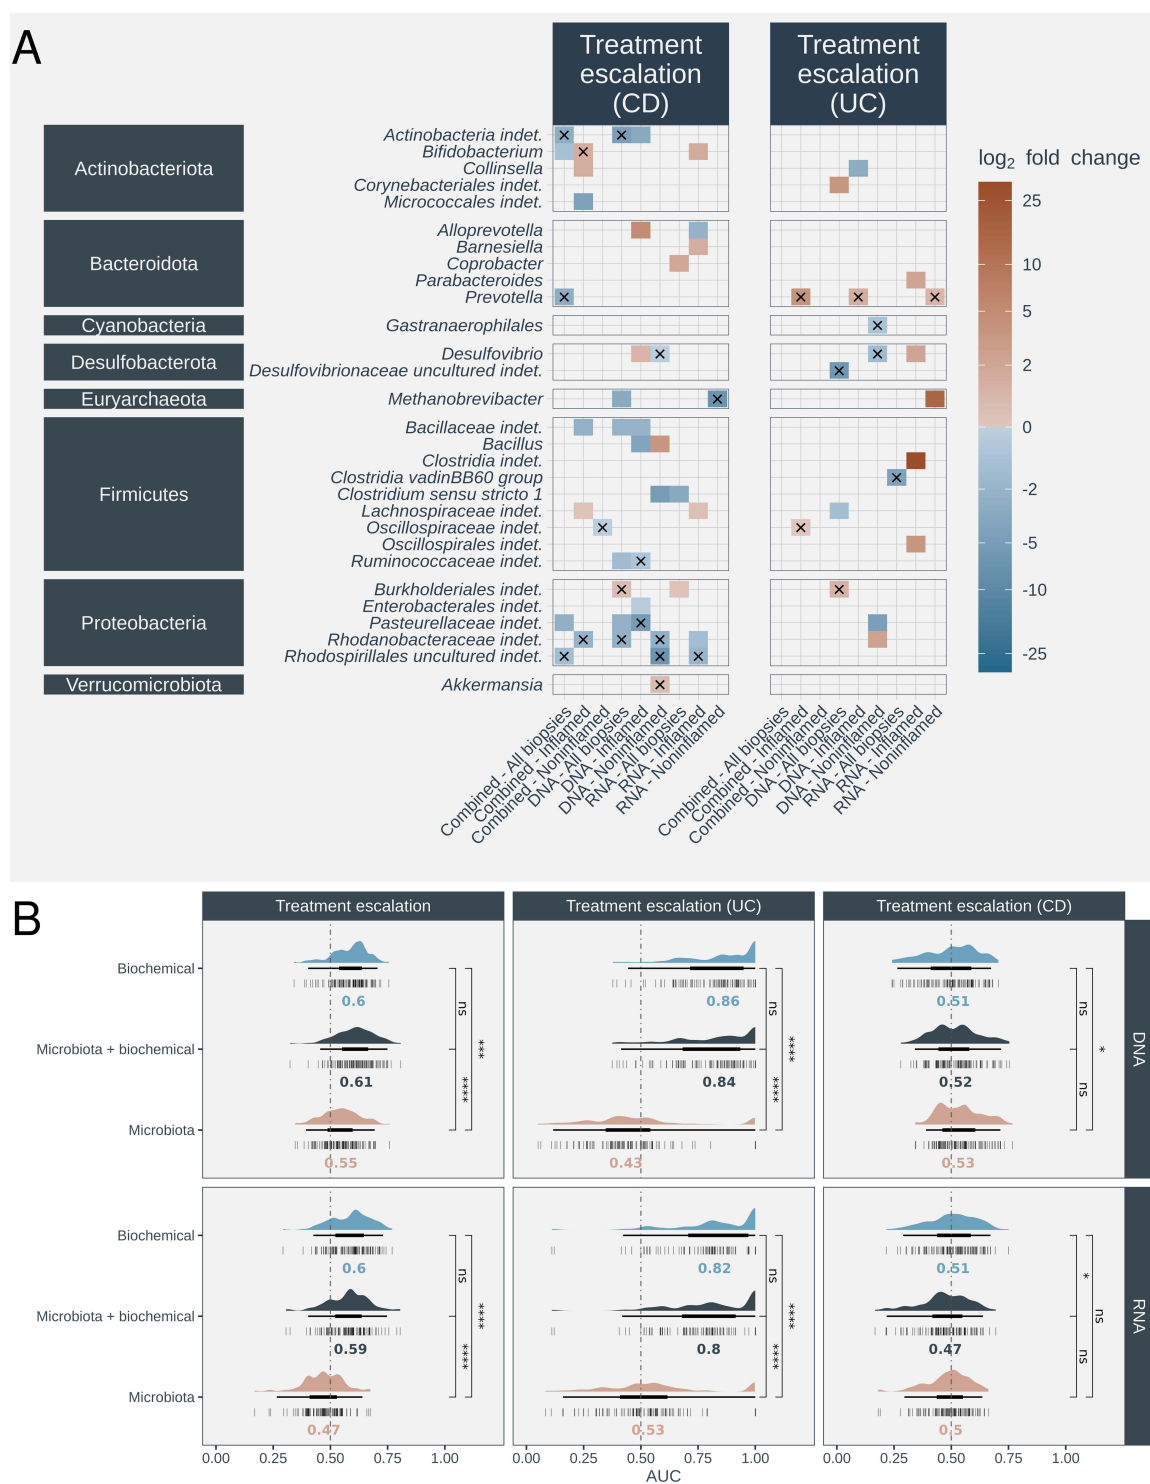 A
Treatment
escalation
(CD)
Treatment
escalation
(UC)
Actinobacteriota
Actinobacteria indet.
Bifidobacterium
Collinsella
Corynebacteriales indet.
Micrococcales indet.
Bacteroidota
Alloprevotella
Barnesiella
Coprobacter
Parabacteroides
Prevotella
Cyanobacteria
Gastranaerophilales
Desulfobacterota
Desulfovibrio
Desulfovibrionaceae uncultured indet.
Euryarchaeota
Methanobrevibacter
Firmicutes
Bacillaceae indet.
Bacillus
Clostridia indet.
Clostridia vadinBB60 group
Clostridium sensu stricto 1
Lachnospiraceae indet.
Oscillospiraceae indet.
Oscillospirales indet.
Ruminococcaceae indet.
Proteobacteria
Burkholderiales indet.
Enterobacterales indet.
Pasteurellaceae indet.
Rhodanobacteraceae indet.
Rhodospirillales uncultured indet.
Verrucomicrobiota
Akkermansia
log2 fold change
25
10
5
2
0
-2
-5
-10
-25
Combined - All biopsies
Combined - Inflamed
Combined - Noninflamed
DNA - All biopsies
DNA - Inflamed
DNA - Noninflamed
RNA - All biopsies
RNA - Inflamed
RNA - Noninflamed
Combined - All biopsies
Combined - Inflamed
Combined - Noninflamed
DNA - All biopsies
DNA - Inflamed
DNA - Noninflamed
RNA - All biopsies
RNA - Inflamed
RNA - Noninflamed
B
Treatment escalation
Treatment escalation (UC)
Treatment escalation (CD)
DNA
Biochemical
0.6
0.86
0.51
Microbiota + biochemical
0.61
0.84
0.52
Microbiota
0.55
0.43
0.53
ns
***
****
ns
****
****
ns
*
ns
RNA
Biochemical
0.6
0.82
0.51
Microbiota + biochemical
0.59
0.8
0.47
Microbiota
0.47
0.53
0.5
ns
****
****
ns
****
****
*
ns
ns
0.00 0.25 0.50 0.75 1.00
0.00 0.25 0.50 0.75 1.00
0.00 0.25 0.50 0.75 1.00
AUC